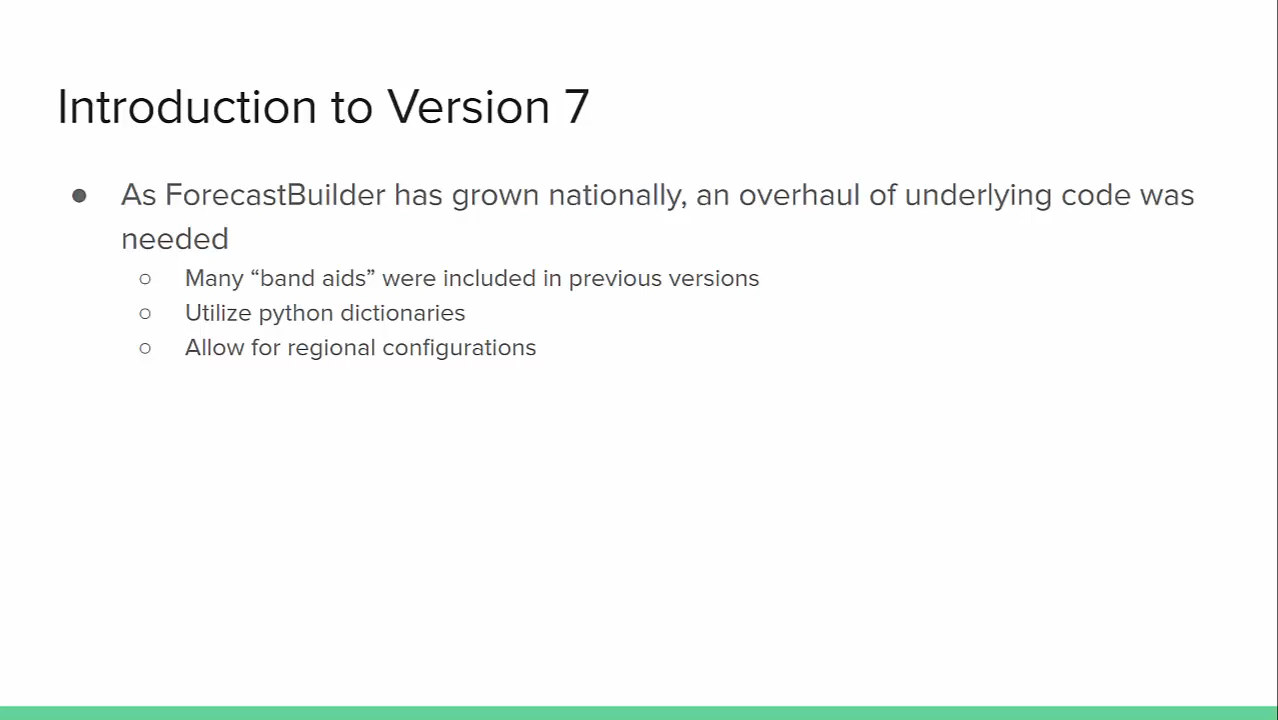 Introduction to Version 7
● As ForecastBuilder has grown nationally, an overhaul of underlying code was
needed
○ Many “band aids” were included in previous versions
○ Utilize python dictionaries
○ Allow for regional configurations